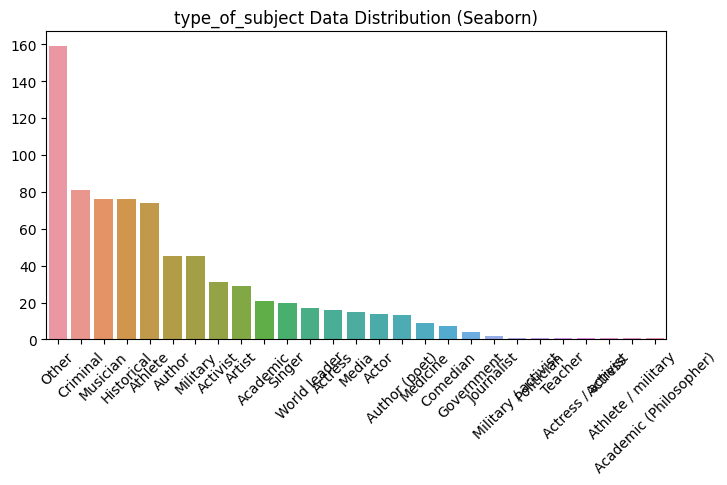 type_of_subject Data Distribution (Seaborn)
160
140
120
100
80
60
40
20
0
Other
Criminal
Musician
Historical
Athlete
Author
Military
Activist
Artist
Academic
Singer
World leader
Actress
Media
Actor
Author (poet)
Medicine
Comedian
Government
Journalist
Military / activist
Politician
Teacher
Actress / activist
Athlete / military
Academic (Philosopher)